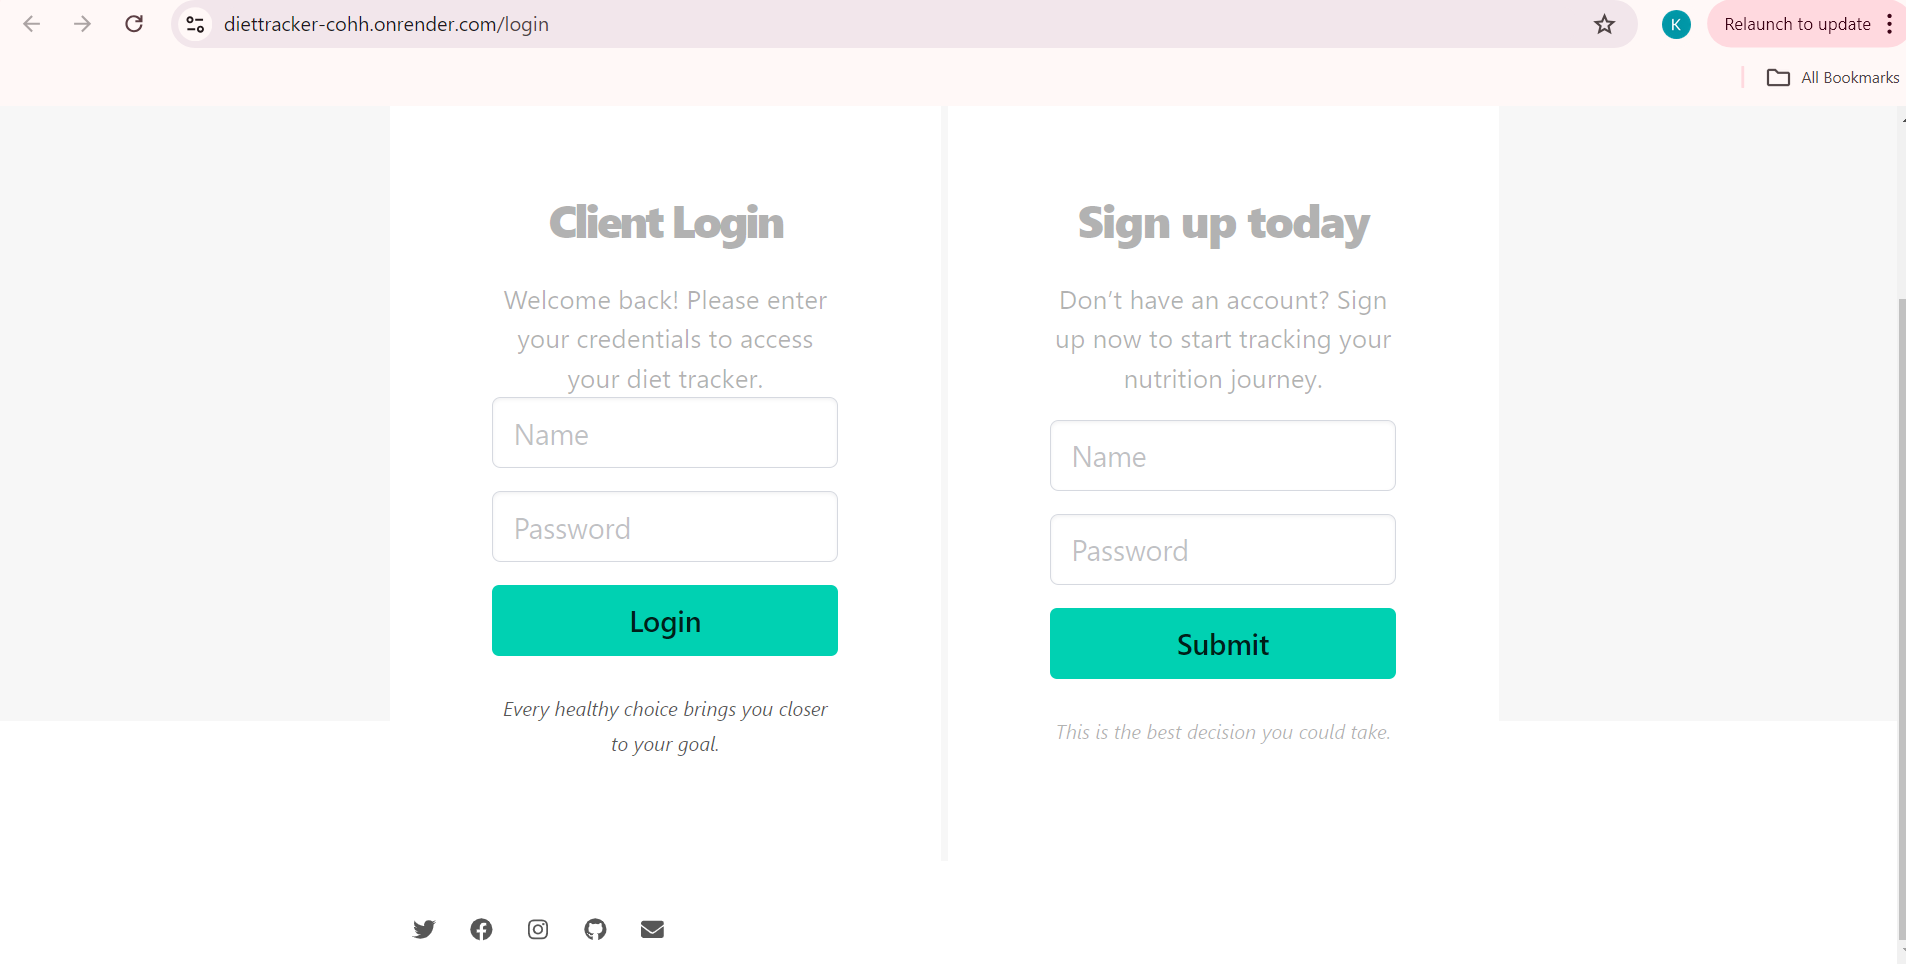 diettracker-cohh.onrender.com/login
K
Relaunch to update
All Bookmarks
Client Login
Welcome back! Please enter
your credentials to access
your diet tracker.
Name
Password
Login
Every healthy choice brings you closer
to your goal.
Sign up today
Don’t have an account? Sign
up now to start tracking your
nutrition journey.
Name
Password
Submit
This is the best decision you could take.